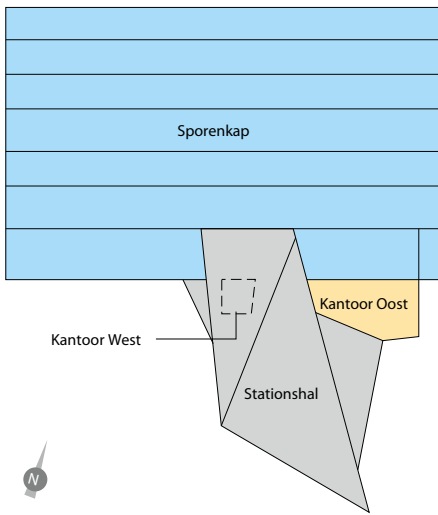 Sporenkap
Kantoor Oost
Kantoor West
Stationshal
N